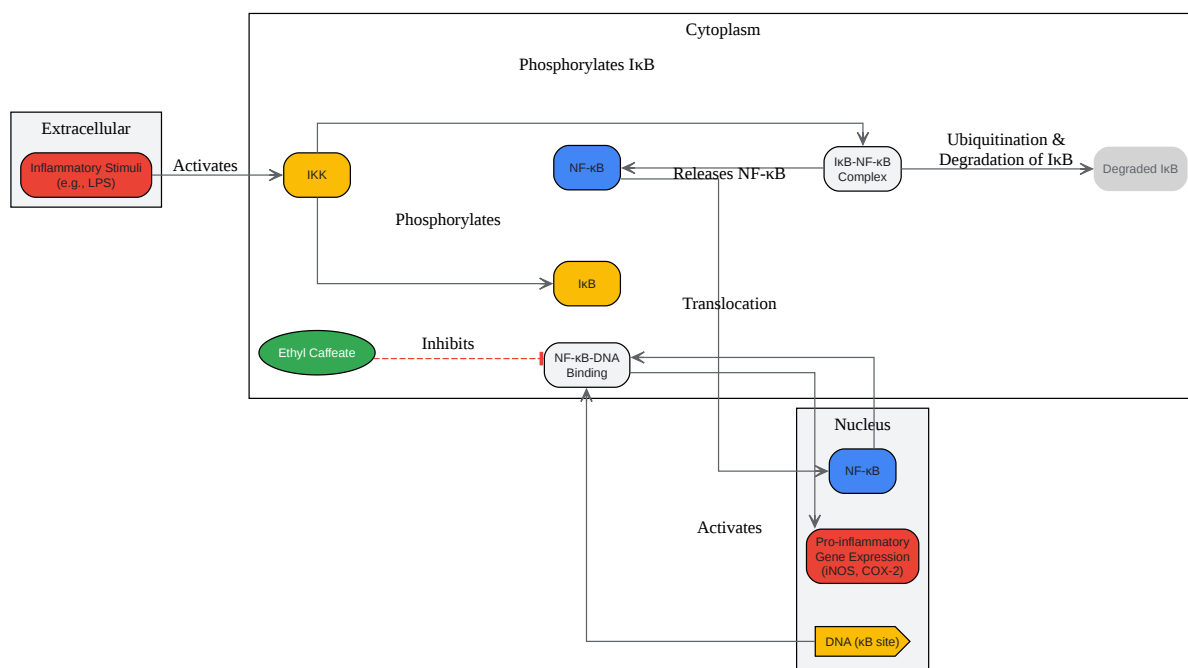 Cytoplasm
Phosphorylates IκB
Extracellular
Inflammatory Stimuli
(e.g., LPS)
Activates
IKK
NF-κB
Releases NF-κB
IκB-NF-κB
Complex
Ubiquitination &
Degradation of IκB
Degraded IκB
Phosphorylates
IκB
Translocation
Ethyl Caffeate
Inhibits
NF-κB-DNA
Binding
Nucleus
NF-κB
Activates
Pro-inflammatory
Gene Expression
(iNOS, COX-2)
DNA (κB site)